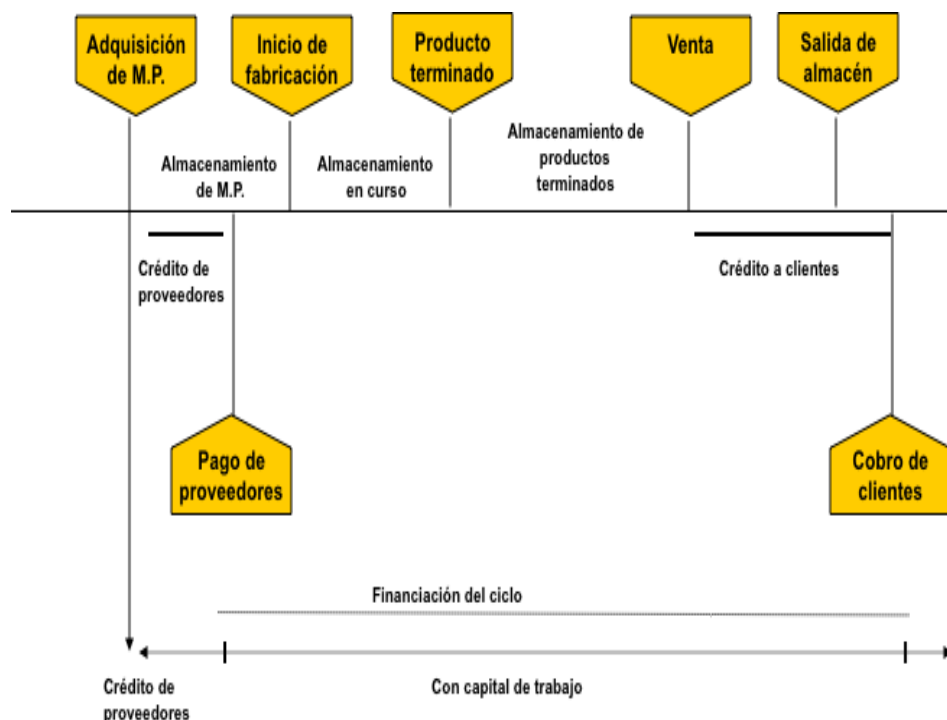 Adquisición
de M.P.
Inicio de
fabricación
Producto
terminado
Venta
Salida de
almacén
Almacenamiento
de M.P.
Almacenamiento
en curso
Almacenamiento de
productos
terminados
Crédito de
proveedores
Crédito a clientes
Pago de
proveedores
Cobro de
clientes
Financiación del ciclo
Crédito de
proveedores
Con capital de trabajo